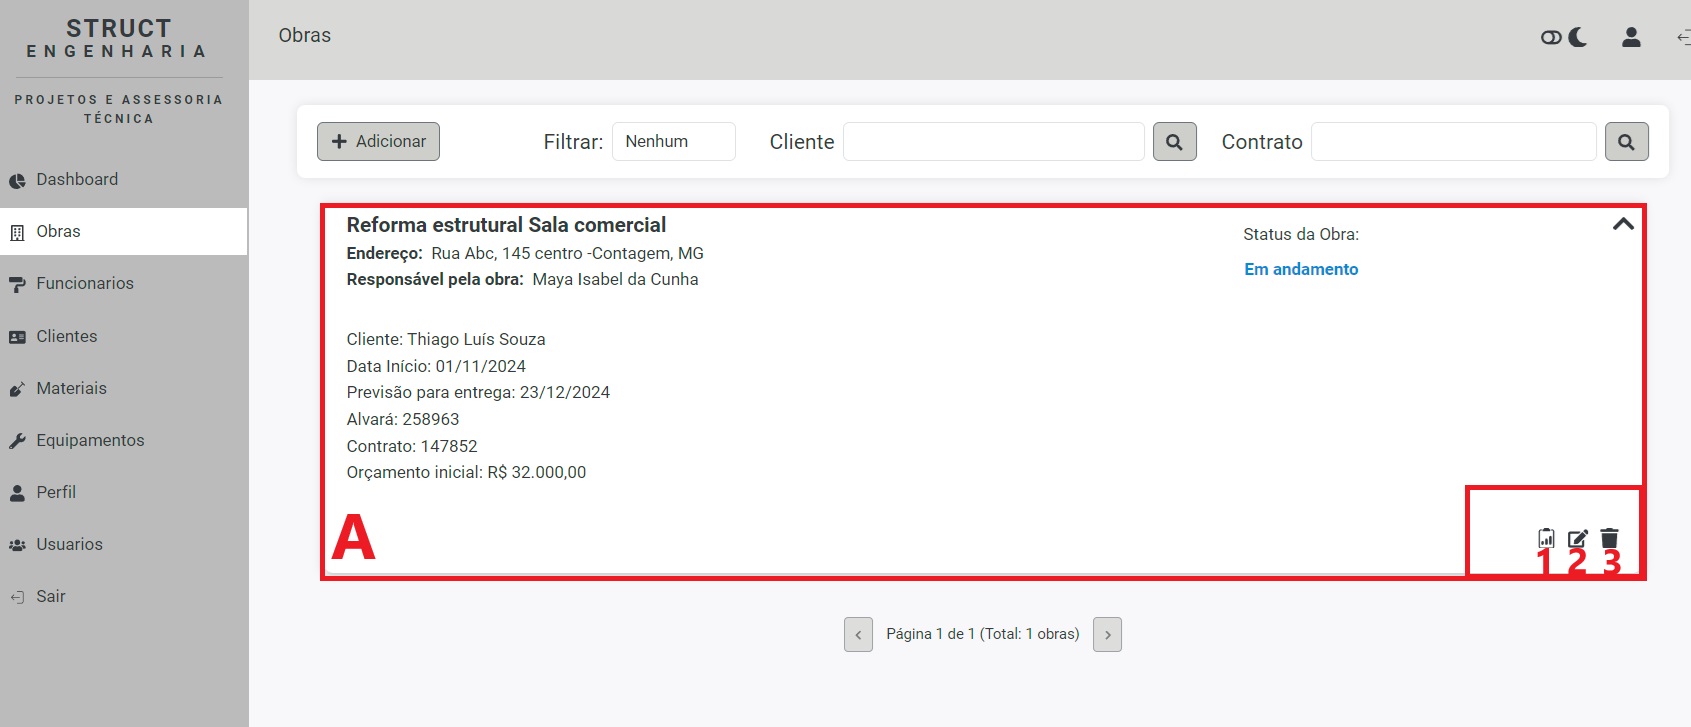 STRUCT
ENGENHARIA
PROJETOS E ASSESSORIA
TÉCNICA
Dashboard
Obras
Funcionarios
Clientes
Materiais
Equipamentos
Perfil
Usuarios
Sair
Obras
Adicionar
Filtrar: Nenhum Cliente Contrato
Reforma estrutural Sala comercial
Endereço: Rua Abc, 145 centro -Contagem, MG
Responsável pela obra: Maya Isabel da Cunha
Status da Obra:
Em andamento
Cliente: Thiago Luís Souza
Data Início: 01/11/2024
Previsão para entrega: 23/12/2024
Alvará: 258963
Contrato: 147852
Orçamento inicial: R$ 32.000,00
A
1 2 3
Página 1 de 1 (Total: 1 obras)